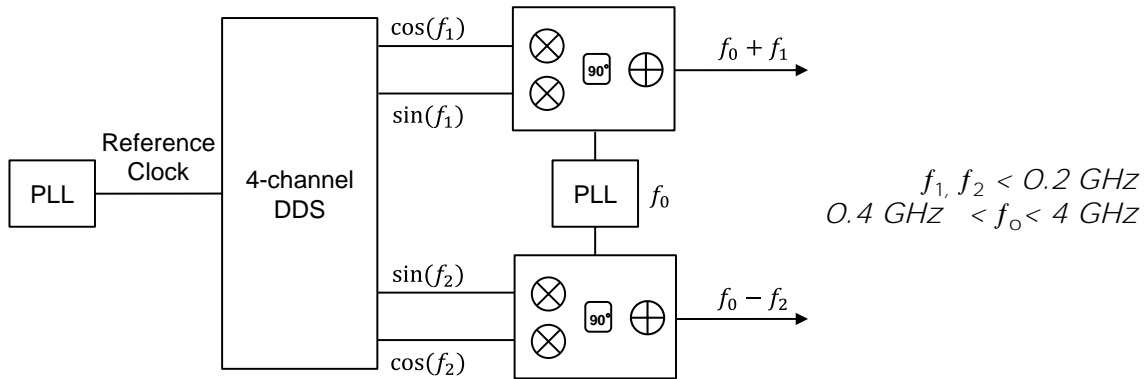 cos(f₁)
90°
f₀ + f₁
sin(f₁)
Reference
Clock
PLL
4-channel
DDS
PLL
f₀
f₁, f₂ < 0.2 GHz
0.4 GHz < f₀ < 4 GHz
sin(f₂)
90°
f₀ − f₂
cos(f₂)